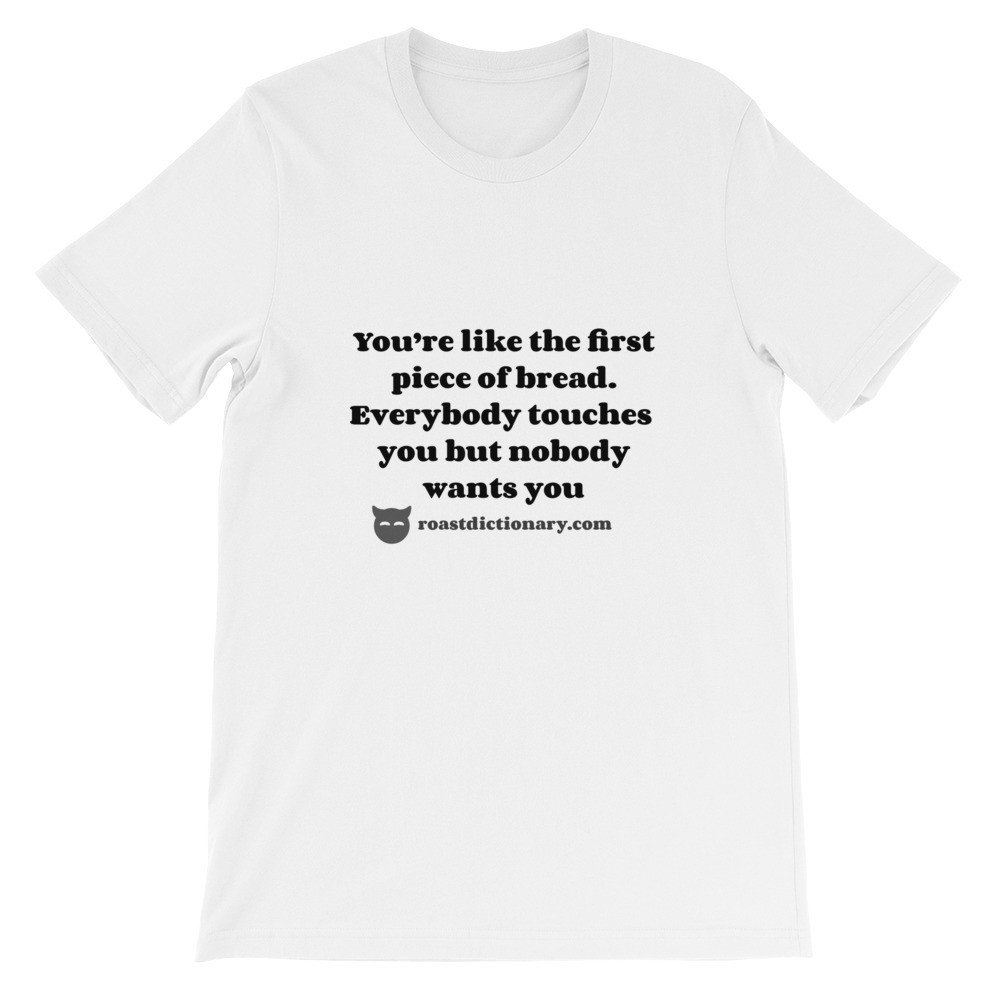 You’re like the first
piece of bread.
Everybody touches
you but nobody
wants you
roastdictionary.com